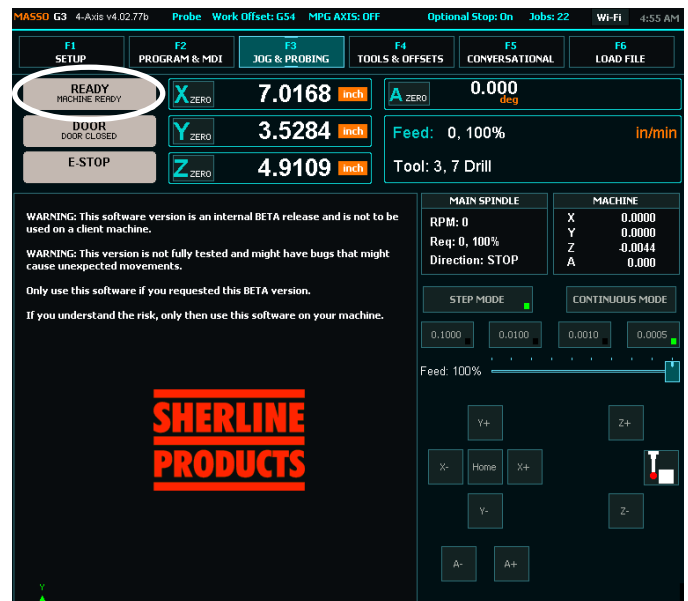 MASSO G3 4-Axis v4.02.77b Probe Work Offset: G54 MPG AXIS: OFF Optional Stop: On Jobs: 22 Wi-Fi 4:55 AM
F1 F2 F3 F4 F5 F6
SETUP PROGRAM & MDI JOG & PROBING TOOLS & OFFSETS CONVERSATIONAL LOAD FILE
READY
MACHINE READY
X ZERO 7.0168 inch
A ZERO 0.000
deg
DOOR
DOOR CLOSED
Y ZERO 3.5284 inch
Feed: 0, 100% in/min
E-STOP
Z ZERO 4.9109 inch
Tool: 3, 7 Drill
WARNING: This software version is an internal BETA release and is not to be
used on a client machine.
WARNING: This version is not fully tested and might have bugs that might
cause unexpected movements.
Only use this software if you requested this BETA version.
If you understand the risk, only then use this software on your machine.
SHERLINE
PRODUCTS
Y
MAIN SPINDLE
RPM: 0
Req: 0, 100%
Direction: STOP
MACHINE
X 0.0000
Y 0.0000
Z -0.0044
A 0.000
STEP MODE CONTINUOUS MODE
0.1000 0.0100 0.0010 0.0005
Feed: 100%
Y+ Z+
X- Home X+
Y- Z-
A- A+